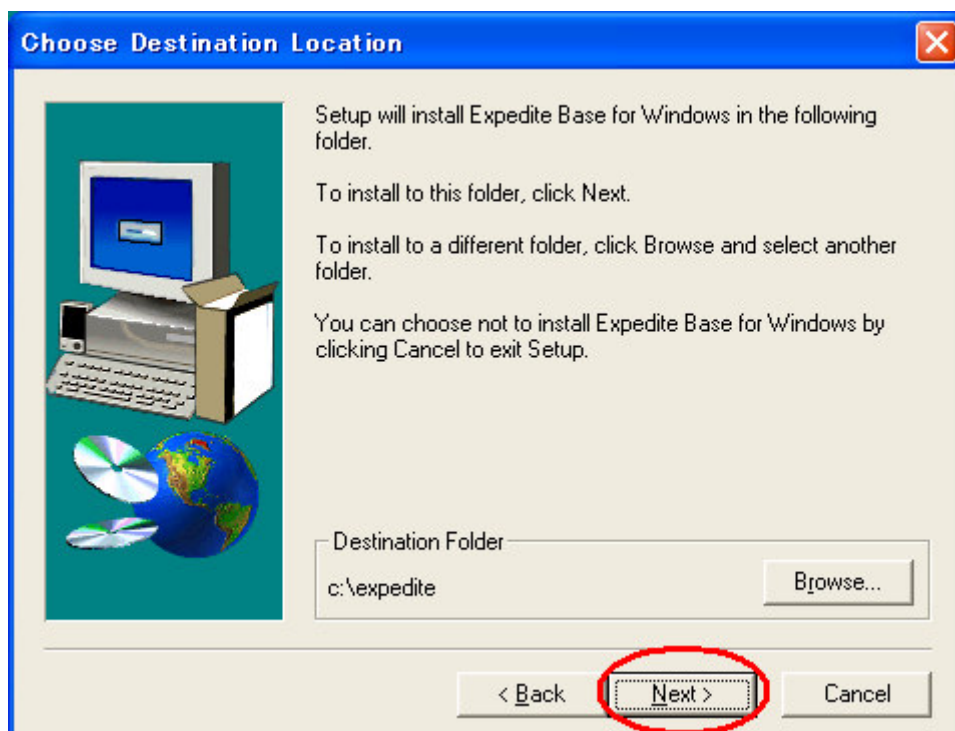 Choose Destination Location
Setup will install Expedite Base for Windows in the following
folder.
To install to this folder, click Next.
To install to a different folder, click Browse and select another
folder.
You can choose not to install Expedite Base for Windows by
clicking Cancel to exit Setup.
Destination Folder
c:\expedite
Browse...
< Back
Next >
Cancel